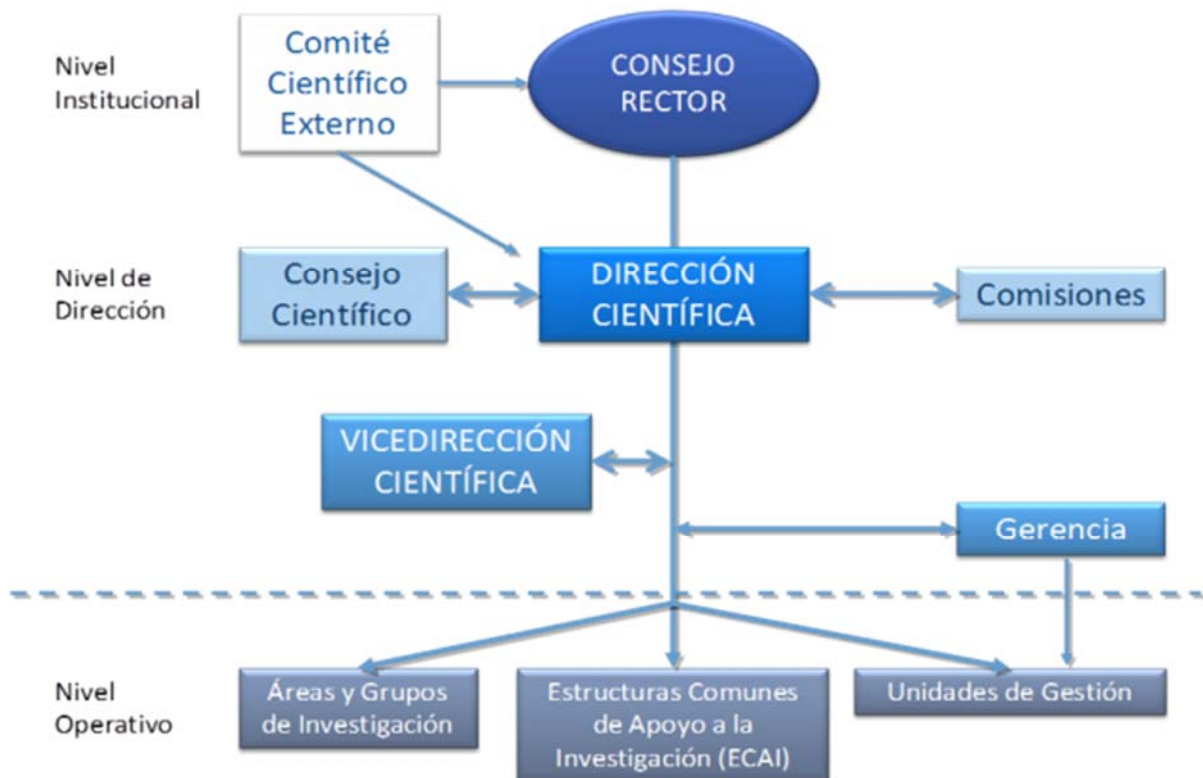 Nivel
Institucional
Comité
Científico
Externo
CONSEJO
RECTOR
Nivel de
Dirección
Consejo
Científico
DIRECCIÓN
CIENTÍFICA
Comisiones
VICEDIRECCIÓN
CIENTÍFICA
Gerencia
Nivel
Operativo
Áreas y Grupos
de Investigación
Estructuras Comunes
de Apoyo a la
Investigación (ECAI)
Unidades de Gestión